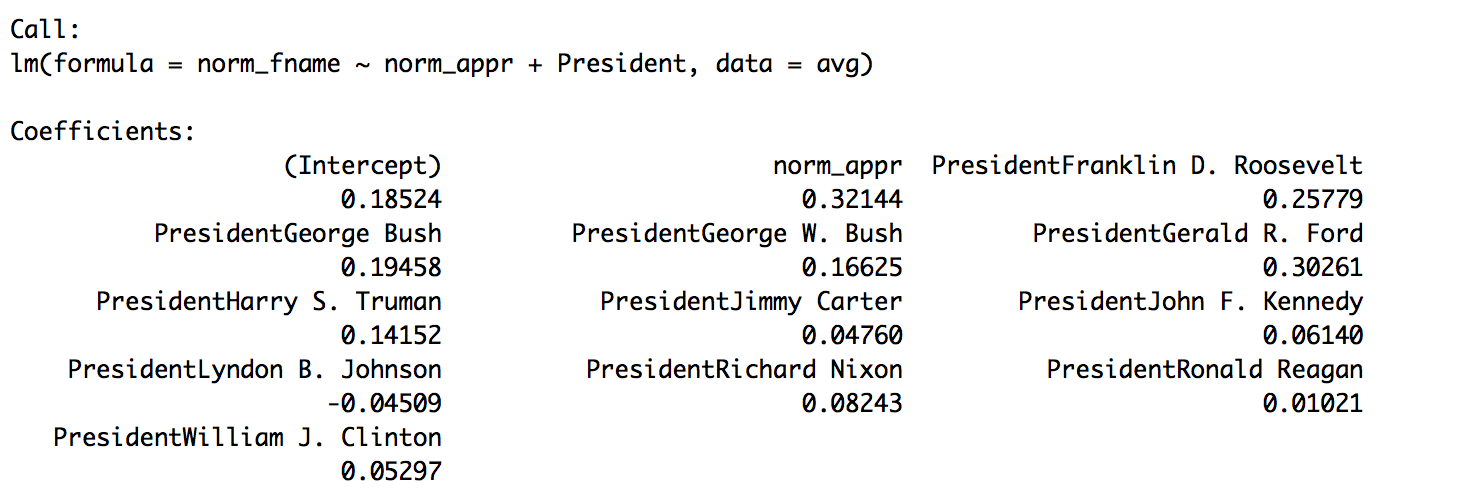 Call:
lm(formula = norm_fname ~ norm_appr + President, data = avg)
Coefficients:
(Intercept) norm_appr PresidentFranklin D. Roosevelt
0.18524 0.32144 0.25779
PresidentGeorge Bush PresidentGeorge W. Bush PresidentGerald R. Ford
0.19458 0.16625 0.30261
PresidentHarry S. Truman PresidentJimmy Carter PresidentJohn F. Kennedy
0.14152 0.04760 0.06140
PresidentLyndon B. Johnson PresidentRichard Nixon PresidentRonald Reagan
-0.04509 0.08243 0.01021
PresidentWilliam J. Clinton
0.05297